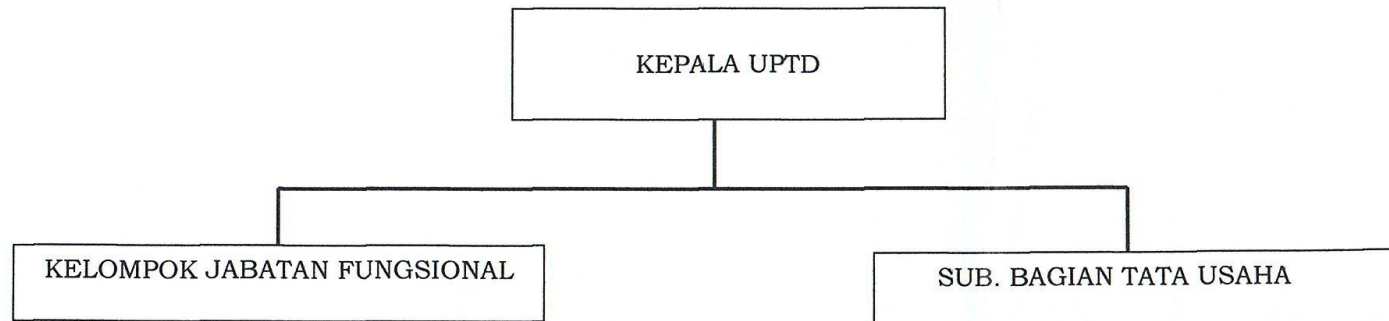 KEPALA UPTD
KELOMPOK JABATAN FUNGSIONAL
SUB. BAGIAN TATA USAHA